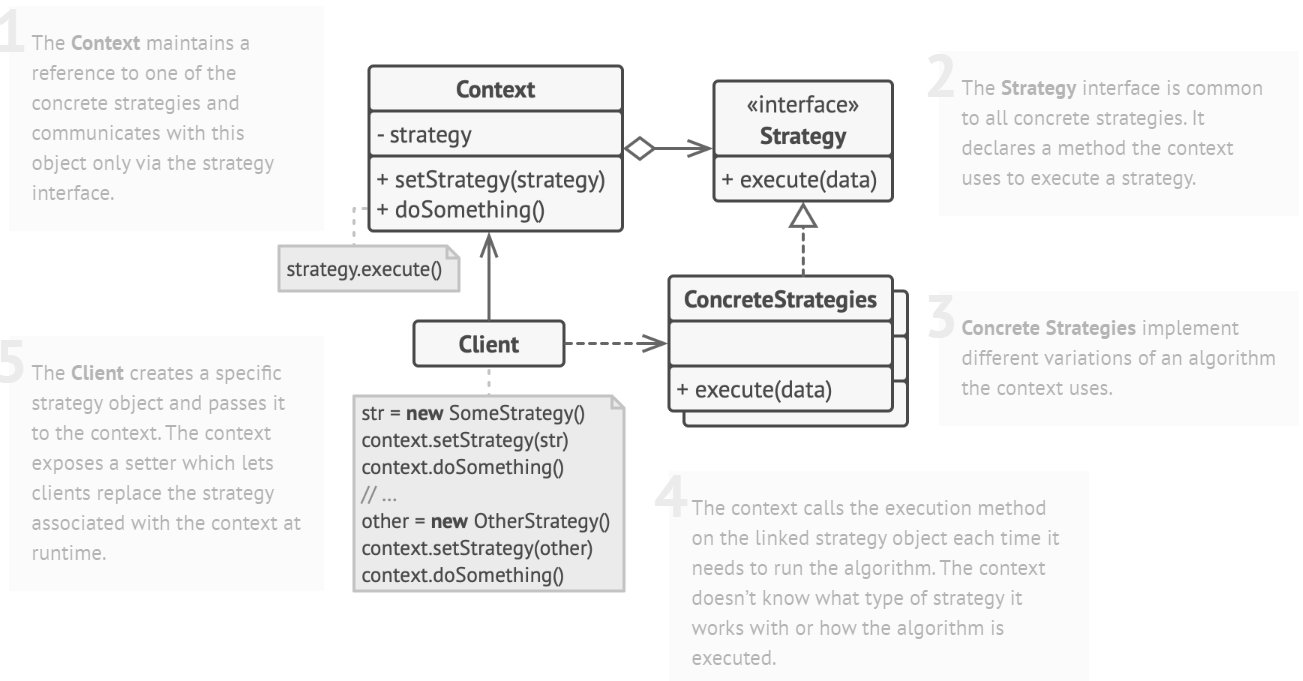 1
The Context maintains a
reference to one of the
concrete strategies and
communicates with this
object only via the strategy
interface.
Context
- strategy
+ setStrategy(strategy)
+ doSomething()
strategy.execute()
«interface»
Strategy
+ execute(data)
2
The Strategy interface is common
to all concrete strategies. It
declares a method the context
uses to execute a strategy.
ConcreteStrategies
+ execute(data)
3
Concrete Strategies implement
different variations of an algorithm
the context uses.
Client
str = new SomeStrategy()
context.setStrategy(str)
context.doSomething()
// ...
other = new OtherStrategy()
context.setStrategy(other)
context.doSomething()
4
The context calls the execution method
on the linked strategy object each time it
needs to run the algorithm. The context
doesn’t know what type of strategy it
works with or how the algorithm is
executed.
5
The Client creates a specific
strategy object and passes it
to the context. The context
exposes a setter which lets
clients replace the strategy
associated with the context at
runtime.